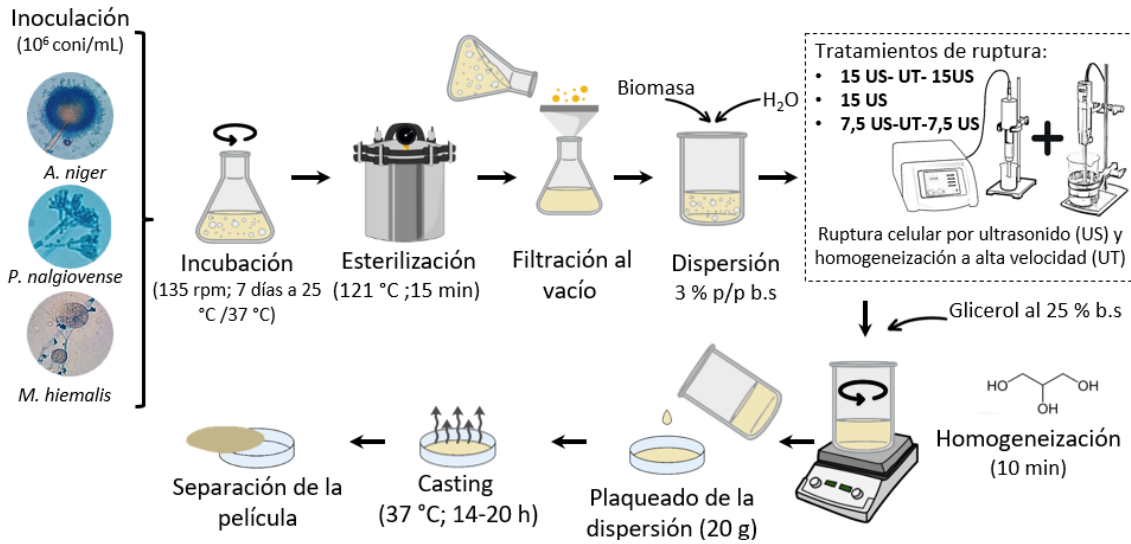 Inoculación
(10⁶ coni/mL)
A. niger
P. nalgiovense
M. hiemalis
Incubación
(135 rpm; 7 días a 25
°C /37 °C)
Esterilización
(121 °C ;15 min)
Filtración al
vacío
Biomasa
H₂O
Dispersión
3 % p/p b.s
Tratamientos de ruptura:
• 15 US- UT- 15US
• 15 US
• 7,5 US-UT-7,5 US
Ruptura celular por ultrasonido (US) y
homogeneización a alta velocidad (UT)
Glicerol al 25 % b.s
HO
OH
OH
Homogeneización
(10 min)
Plaqueado de la
dispersión (20 g)
Casting
(37 °C; 14-20 h)
Separación de la
película